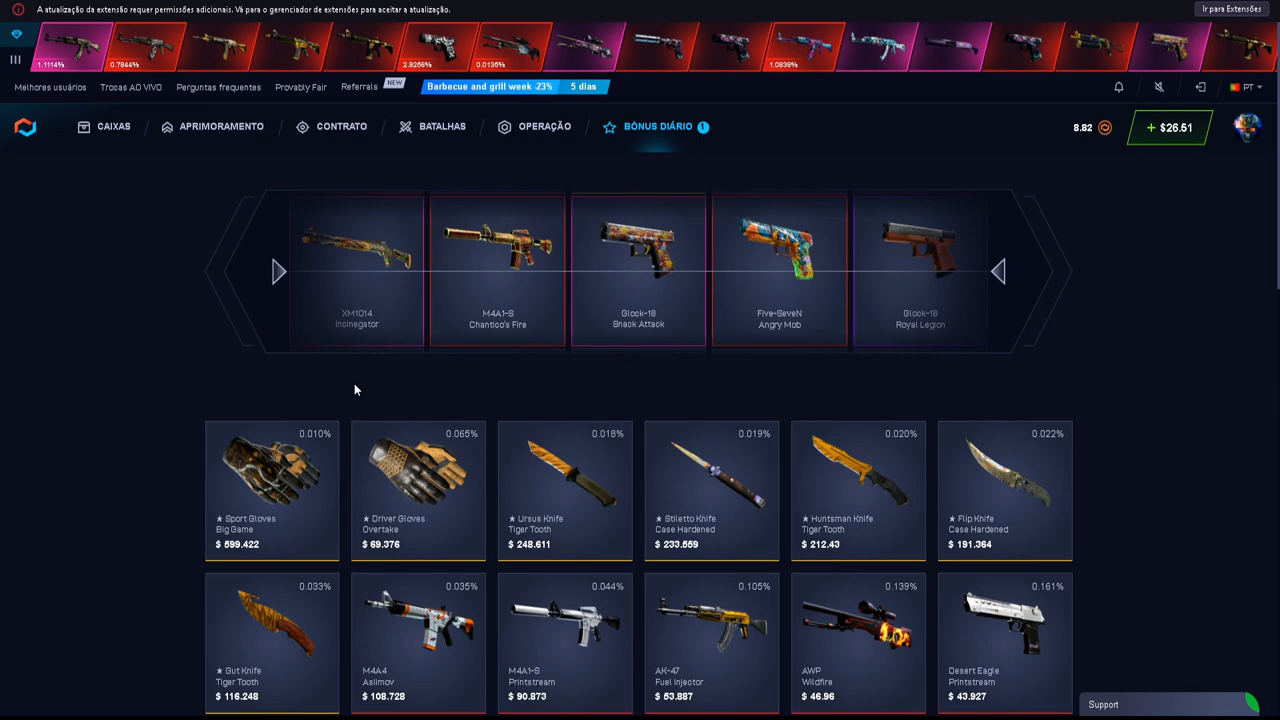 A atualização da extensão requer permissões adicionais. Vá para o gerenciador de extensões para aceitar a atualização.
Ir para Extensões
1.1114%
0.7844%
2.9256%
0.0135%
1.0838%
Melhores usuários
Trocas AO VIVO
Perguntas frequentes
Provably Fair
Referrals
NEW
Barbecue and grill week -23%
5 dias
PT
CAIXAS
APRIMORAMENTO
CONTRATO
BATALHAS
OPERAÇÃO
BÓNUS DIÁRIO 1
8.82
+ $26.51
XM1014
Incinegator
M4A1-S
Chantico's Fire
Glock-18
Snack Attack
Five-SeveN
Angry Mob
Glock-18
Royal Legion
0.010%
★ Sport Gloves
Big Game
$ 599.422
0.065%
★ Driver Gloves
Overtake
$ 69.376
0.018%
★ Ursus Knife
Tiger Tooth
$ 248.611
0.019%
★ Stiletto Knife
Case Hardened
$ 233.559
0.020%
★ Huntsman Knife
Tiger Tooth
$ 212.43
0.022%
★ Flip Knife
Case Hardened
$ 191.364
0.033%
★ Gut Knife
Tiger Tooth
$ 116.248
0.035%
M4A4
Asiimov
$ 108.728
0.044%
M4A1-S
Printstream
$ 90.873
0.105%
AK-47
Fuel Injector
$ 53.887
0.139%
AWP
Wildfire
$ 46.96
0.161%
Desert Eagle
Printstream
$ 43.927
Support